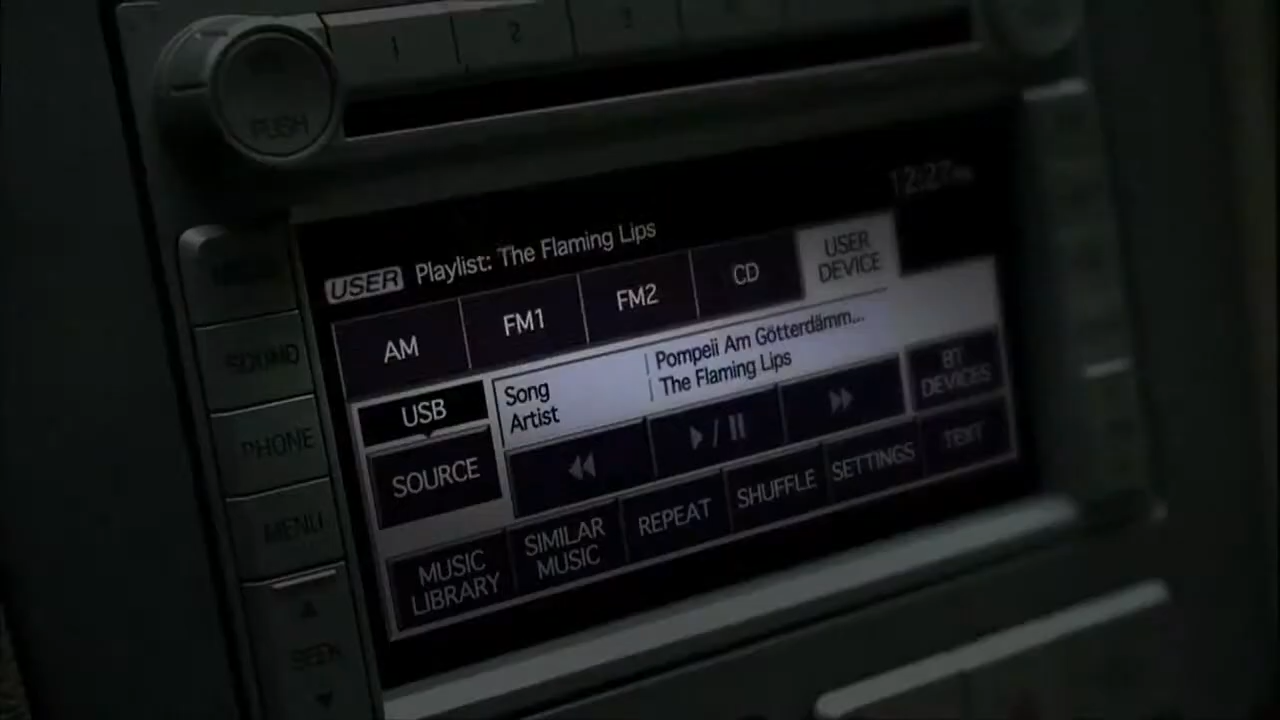 1 2 3
PUSH
12:27
USER Playlist: The Flaming Lips
AM FM1 FM2 CD USER DEVICE
USB
Song Pompeii Am Götterdämm...
Artist The Flaming Lips
BT DEVICES
SOURCE
MUSIC LIBRARY
SIMILAR MUSIC
REPEAT
SHUFFLE
SETTINGS
TEXT
SOUND
PHONE
MENU
SEEK